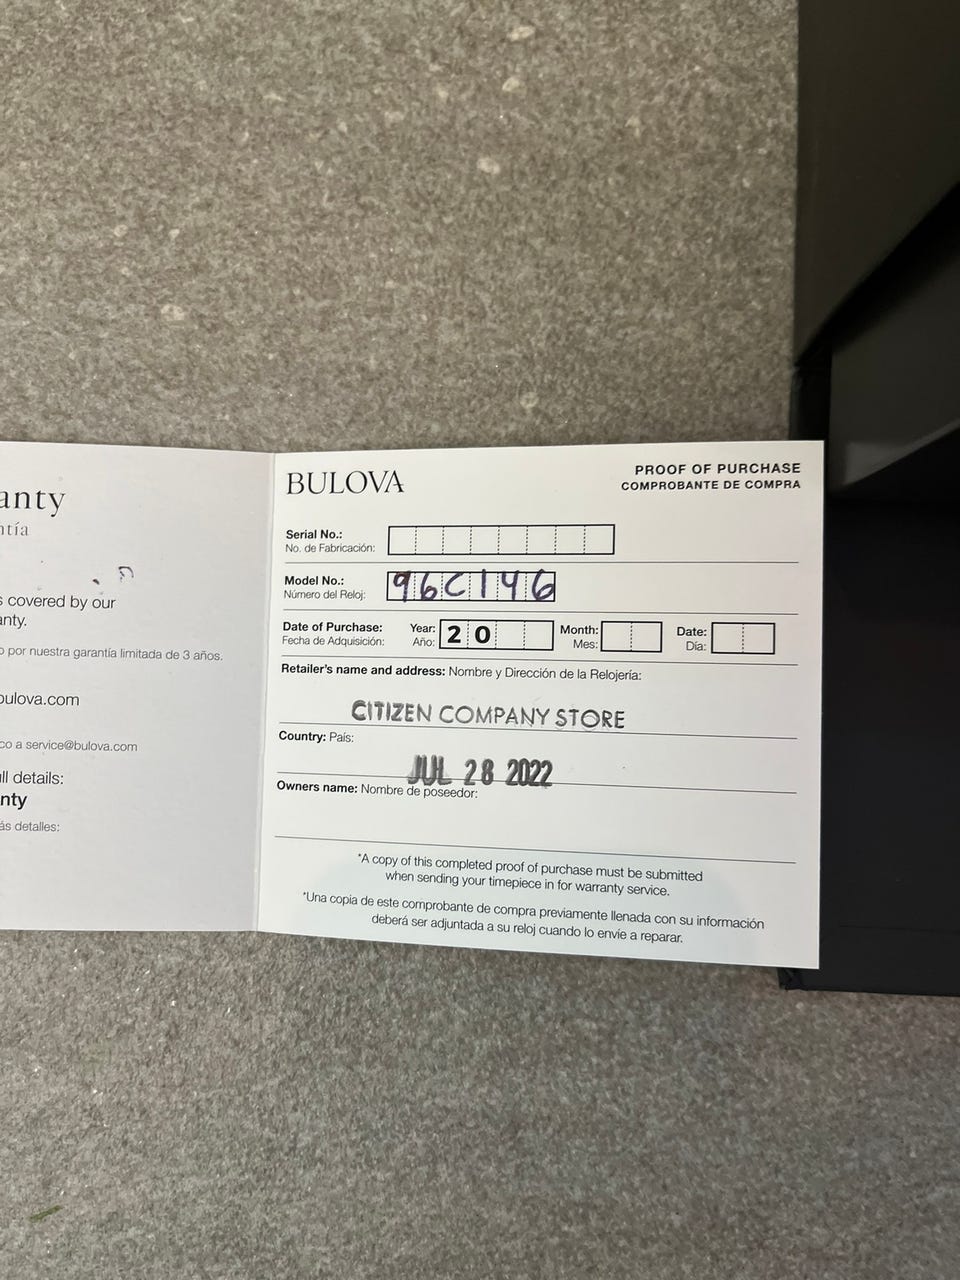 anty
ntía
s covered by our
anty.
o por nuestra garantía limitada de 3 años.
bulova.com
co a service@bulova.com
ll details:
nty
ás detalles:
BULOVA
PROOF OF PURCHASE
COMPROBANTE DE COMPRA
Serial No.:
No. de Fabricación:
Model No.: 96C146
Número del Reloj:
Date of Purchase: Year: 20 Month: Date:
Fecha de Adquisición: Año: Mes: Día:
Retailer's name and address: Nombre y Dirección de la Relojería:
CITIZEN COMPANY STORE
Country: País:
JUL 28 2022
Owners name: Nombre de poseedor:
*A copy of this completed proof of purchase must be submitted
when sending your timepiece in for warranty service.
*Una copia de este comprobante de compra previamente llenada con su información
deberá ser adjuntada a su reloj cuando lo envíe a reparar.